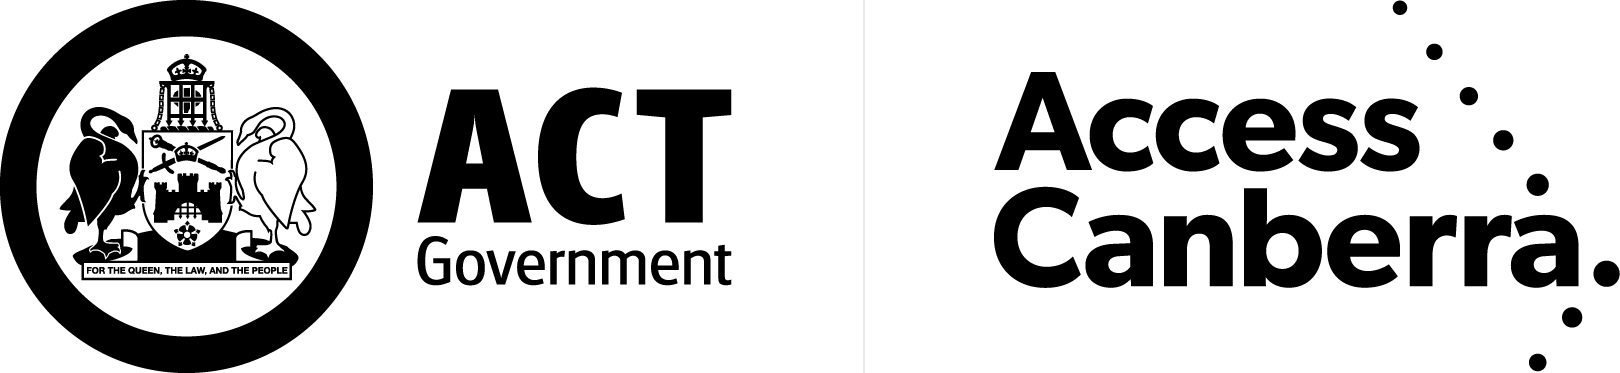 FOR THE QUEEN, THE LAW, AND THE PEOPLE
ACT
Government
Access
Canberra.